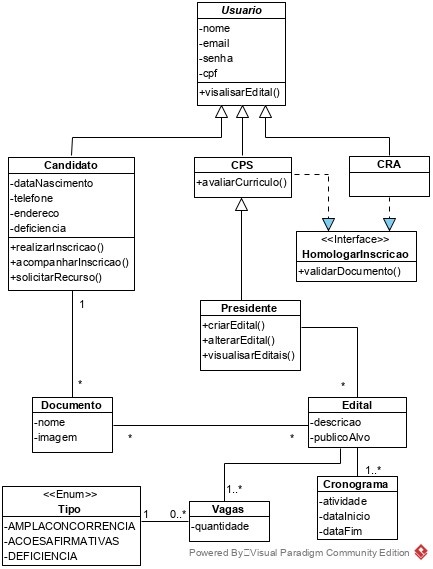 Usuario
-nome
-email
-senha
-cpf
+visalisarEdital()
Candidato
-dataNascimento
-telefone
-endereco
-deficiencia
+realizarInscricao()
+acompanharInscricao()
+solicitarRecurso()
CPS
+avaliarCurriculo()
CRA
<<Interface>>
HomologarInscricao
+validarDocumento()
Presidente
+criarEdital()
+alterarEdital()
+visualisarEditais()
1
*
*
Documento
-nome
-imagem
*
*
Edital
-descricao
-publicoAlvo
1..*
1..*
<<Enum>>
Tipo
-AMPLACONCORRENCIA
-ACOESAFIRMATIVAS
-DEFICIENCIA
1
0..*
Vagas
-quantidade
Cronograma
-atividade
-dataInicio
-dataFim
Powered By Visual Paradigm Community Edition